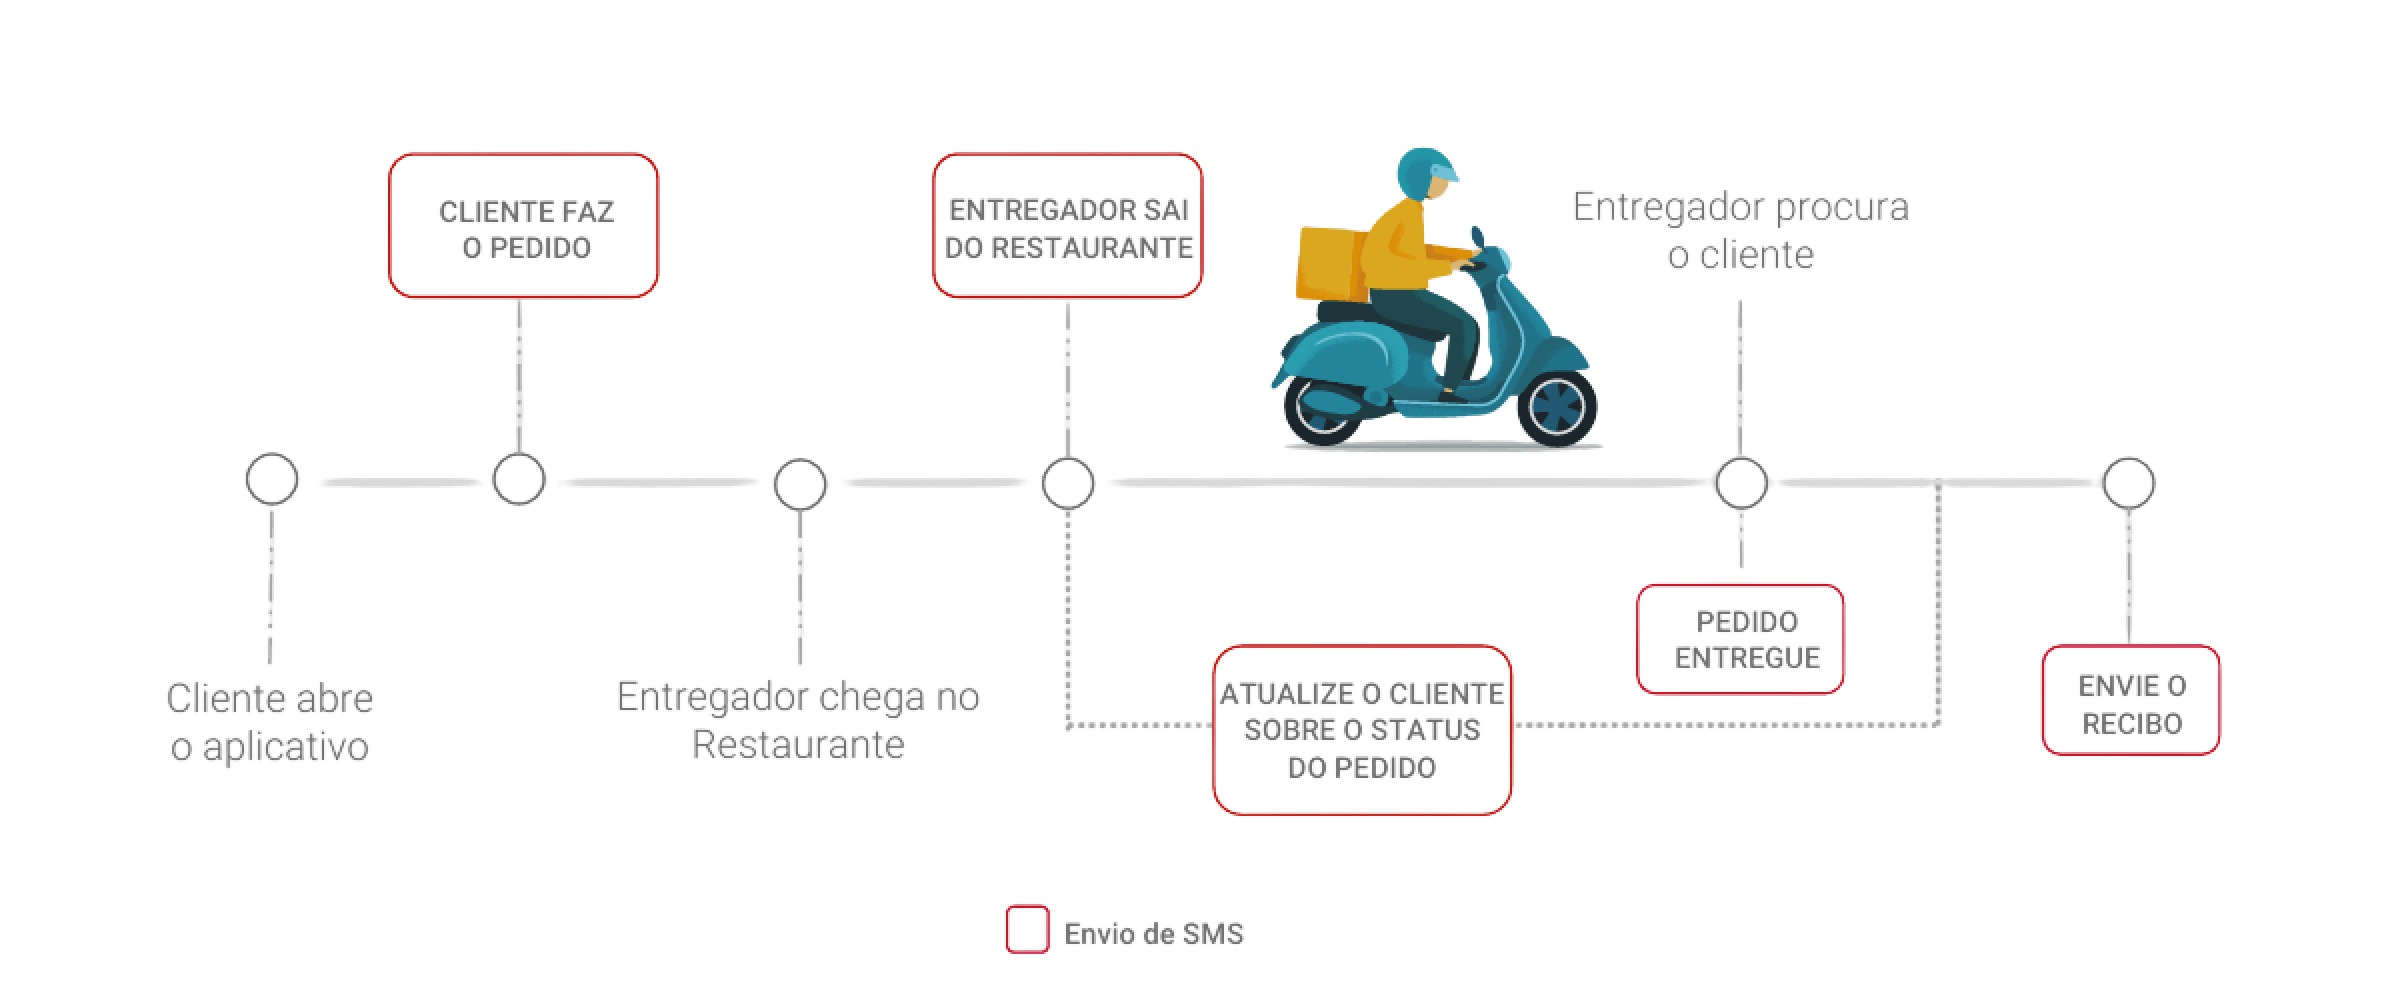 CLIENTE FAZ
O PEDIDO
ENTREGADOR SAI
DO RESTAURANTE
Entregador procura
o cliente
Cliente abre
o aplicativo
Entregador chega no
Restaurante
ATUALIZE O CLIENTE
SOBRE O STATUS
DO PEDIDO
PEDIDO
ENTREGUE
ENVIE O
RECIBO
Envio de SMS